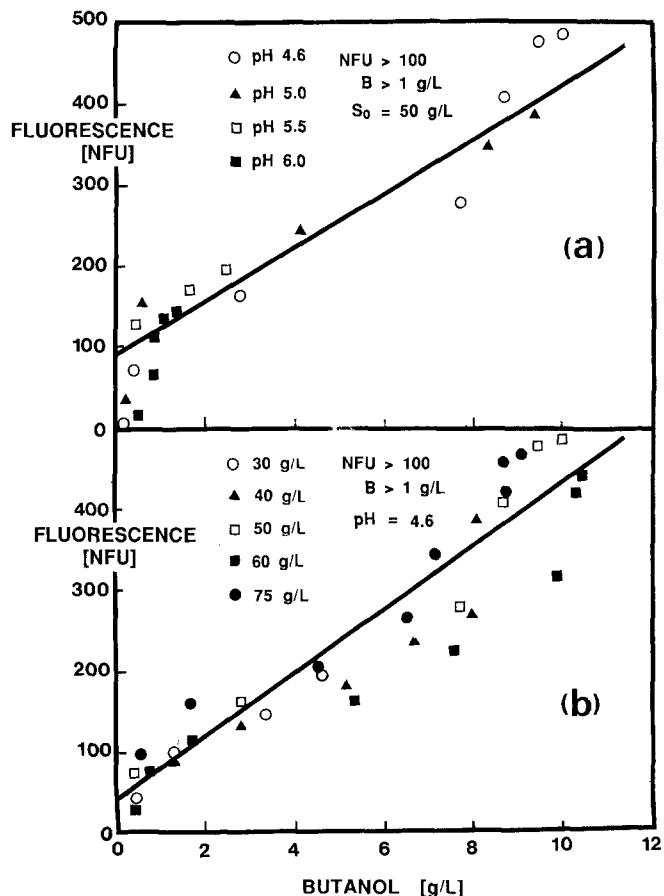 500
400
FLUORESCENCE
[NFU]
300
200
100
0
○ pH 4.6
▲ pH 5.0
□ pH 5.5
■ pH 6.0
NFU > 100
B > 1 g/L
S₀ = 50 g/L
(a)
400
FLUORESCENCE
[NFU]
300
200
100
0
○ 30 g/L
▲ 40 g/L
□ 50 g/L
■ 60 g/L
● 75 g/L
NFU > 100
B > 1 g/L
pH = 4.6
(b)
0 2 4 6 8 10 12
BUTANOL [g/L]